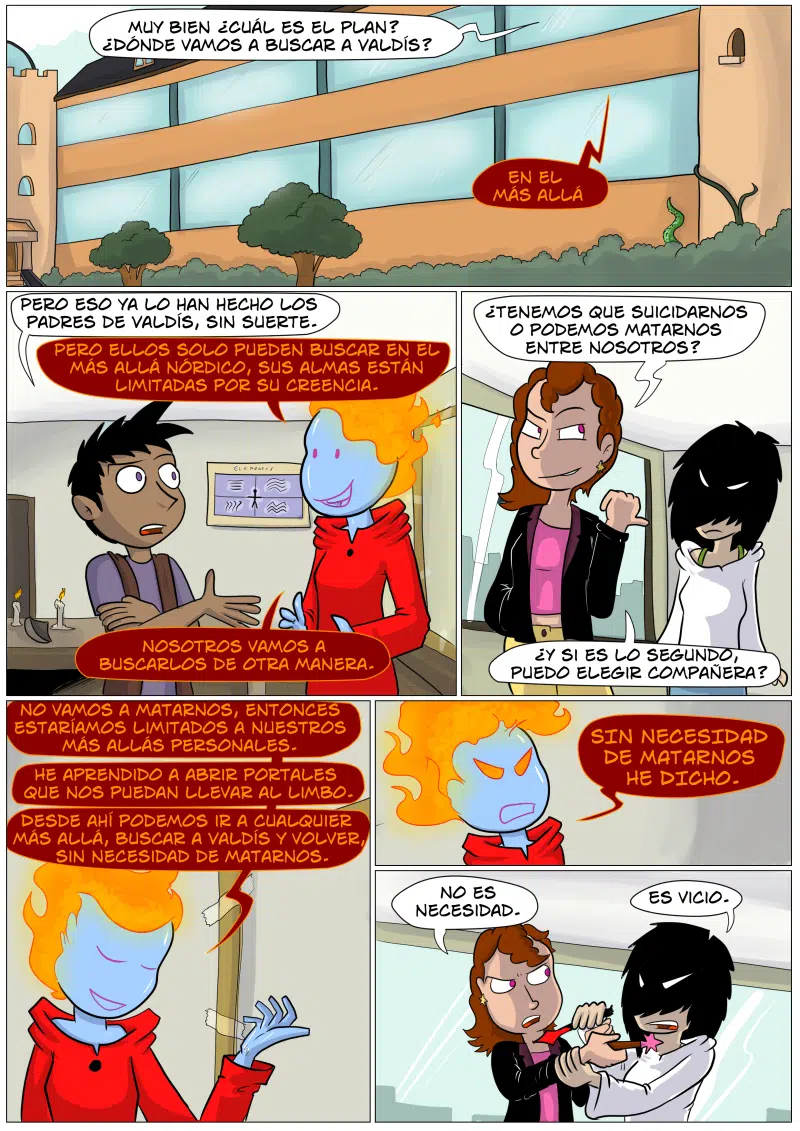 MUY BIEN ¿CUÁL ES EL PLAN?
¿DÓNDE VAMOS A BUSCAR A VALDÍS?
EN EL
MÁS ALLÁ
PERO ESO YA LO HAN HECHO LOS
PADRES DE VALDÍS, SIN SUERTE.
PERO ELLOS SOLO PUEDEN BUSCAR EN EL
MÁS ALLÁ NÓRDICO, SUS ALMAS ESTÁN
LIMITADAS POR SU CREENCIA.
NOSOTROS VAMOS A
BUSCARLOS DE OTRA MANERA.
¿TENEMOS QUE SUICIDARNOS
O PODEMOS MATARNOS
ENTRE NOSOTROS?
¿Y SI ES LO SEGUNDO,
PUEDO ELEGIR COMPAÑERA?
NO VAMOS A MATARNOS, ENTONCES
ESTARÍAMOS LIMITADOS A NUESTROS
MÁS ALLÁS PERSONALES.
HE APRENDIDO A ABRIR PORTALES
QUE NOS PUEDAN LLEVAR AL LIMBO.
DESDE AHÍ PODEMOS IR A CUALQUIER
MÁS ALLÁ, BUSCAR A VALDÍS Y VOLVER,
SIN NECESIDAD DE MATARNOS.
SIN NECESIDAD
DE MATARNOS
HE DICHO.
NO ES
NECESIDAD.
ES VICIO.